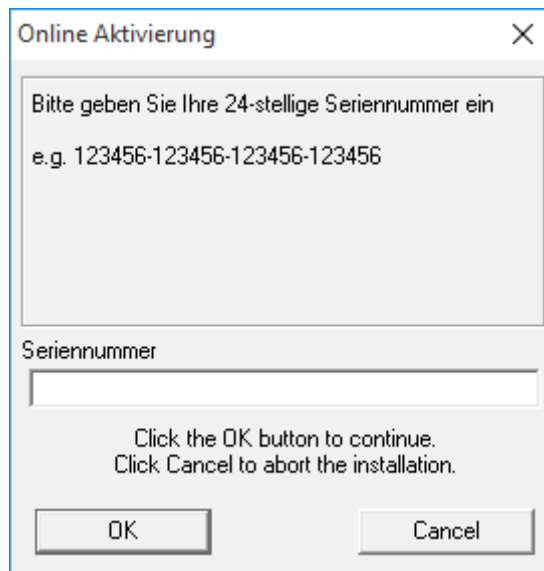 Online Aktivierung
Bitte geben Sie Ihre 24-stellige Seriennummer ein
e.g. 123456-123456-123456-123456
Seriennummer
Click the OK button to continue.
Click Cancel to abort the installation.
OK
Cancel